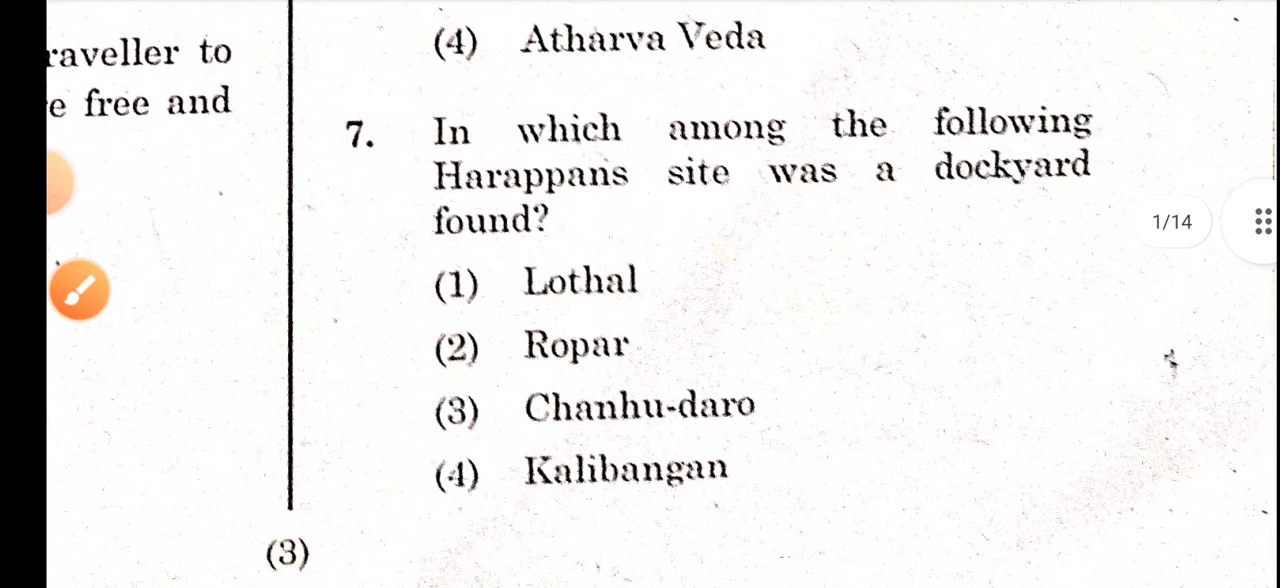 raveller to
e free and
(4) Atharva Veda
7. In which among the following
Harappans site was a dockyard
found?
(1) Lothal
(2) Ropar
(3) Chanhu-daro
(4) Kalibangan
(3)
1/14